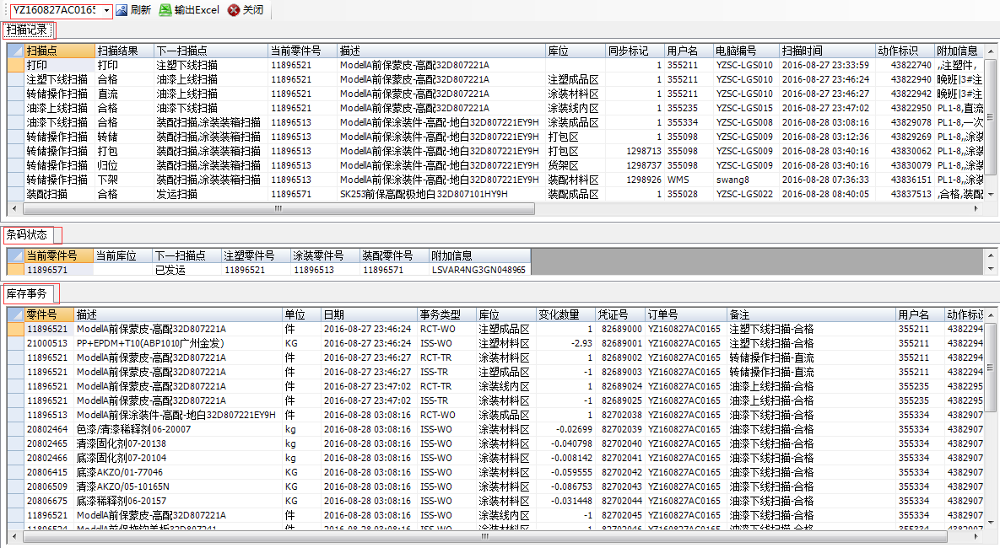 YZ160827AC0165 刷新 输出Excel 关闭
扫描记录
扫描点 扫描结果 下一扫描点 当前零件号 描述 库位 同步标记 用户名 电脑编号 扫描时间 动作标识 附加信息
打印 打印 注塑下线扫描 11896521 ModellA前保蒙皮-高配32D807221A 1 355211 YZSC-LGS010 2016-08-27 23:33:59 43822740 ,,注塑件,
注塑下线扫描 合格 油漆上线扫描 11896521 ModellA前保蒙皮-高配32D807221A 注塑成品区 1 355211 YZSC-LGS010 2016-08-27 23:46:24 43822940 晚班|3#注
转储操作扫描 直流 油漆上线扫描 11896521 ModellA前保蒙皮-高配32D807221A 涂装材料区 1 355211 YZSC-LGS010 2016-08-27 23:46:27 43822942 晚班|3#注
油漆上线扫描 合格 油漆下线扫描 11896521 ModellA前保蒙皮-高配32D807221A 涂装线内区 1 355235 YZSC-LGS015 2016-08-27 23:47:02 43822950 PL1-8,直流
油漆下线扫描 合格 装配扫描,涂装装箱扫描 11896513 ModellA前保涂装件-高配-地白32D807221EY9H 涂装成品区 1 355334 YZSC-LGS008 2016-08-28 03:08:16 43829078 PL1-8,一次
转储操作扫描 转储 装配扫描,涂装装箱扫描 11896513 ModellA前保涂装件-高配-地白32D807221EY9H 打包区 1 355098 YZSC-LGS009 2016-08-28 03:12:36 43829269 PL1-8,,涂装
转储操作扫描 打包 装配扫描,涂装装箱扫描 11896513 ModellA前保涂装件-高配-地白32D807221EY9H 打包区 1298713 355098 YZSC-LGS009 2016-08-28 03:40:16 43830062 PL1-8,,涂装
转储操作扫描 归位 装配扫描,涂装装箱扫描 11896513 ModellA前保涂装件-高配-地白32D807221EY9H 货架区 1298737 355098 YZSC-LGS009 2016-08-28 03:40:16 43830079 PL1-8,,涂装
转储操作扫描 下架 装配扫描,涂装装箱扫描 11896513 ModellA前保涂装件-高配-地白32D807221EY9H 装配材料区 1298926 WMS swang8 2016-08-28 07:36:33 43836151 PL1-8,,涂装
装配扫描 合格 发运扫描 11896571 SK253前保高配极地白32D807101HY9H 装配成品区 1 355028 YZSC-LGS022 2016-08-28 08:40:05 43837513 ,合格,装配
条码状态
当前零件号 当前库位 下一扫描点 注塑零件号 涂装零件号 装配零件号 附加信息
11896571 已发运 11896521 11896513 11896571 LSVAR4NG3GN048965
库存事务
零件号 描述 单位 日期 事务类型 库位 变化数量 凭证号 订单号 备注 用户名 动作标识
11896521 ModellA前保蒙皮-高配32D807221A 件 2016-08-27 23:46:24 RCT-WO 注塑成品区 1 82689000 YZ160827AC0165 注塑下线扫描-合格 355211 4382294
21000513 PP+EPDM+T10(ABP1010广州金发) KG 2016-08-27 23:46:24 ISS-WO 注塑材料区 -2.93 82689001 YZ160827AC0165 注塑下线扫描-合格 355211 4382294
11896521 ModellA前保蒙皮-高配32D807221A 件 2016-08-27 23:46:27 RCT-TR 涂装材料区 1 82689002 YZ160827AC0165 转储操作扫描-直流 355211 4382294
11896521 ModellA前保蒙皮-高配32D807221A 件 2016-08-27 23:46:27 ISS-TR 注塑成品区 -1 82689003 YZ160827AC0165 转储操作扫描-直流 355211 4382294
11896521 ModellA前保蒙皮-高配32D807221A 件 2016-08-27 23:47:02 RCT-TR 涂装线内区 1 82689024 YZ160827AC0165 油漆上线扫描-合格 355235 4382295
11896521 ModellA前保蒙皮-高配32D807221A 件 2016-08-27 23:47:02 ISS-TR 涂装材料区 -1 82689025 YZ160827AC0165 油漆上线扫描-合格 355235 4382295
11896513 ModellA前保涂装件-高配-地白32D807221EY9H 件 2016-08-28 03:08:16 RCT-WO 涂装成品区 1 82702038 YZ160827AC0165 油漆下线扫描-合格 355334 4382907
20802464 色漆/清漆稀释剂06-20007 kg 2016-08-28 03:08:16 ISS-WO 涂装材料区 -0.02699 82702039 YZ160827AC0165 油漆下线扫描-合格 355334 4382907
20802465 清漆固化剂07-20138 kg 2016-08-28 03:08:16 ISS-WO 涂装材料区 -0.040798 82702040 YZ160827AC0165 油漆下线扫描-合格 355334 4382907
20802466 底漆固化剂07-20104 kg 2016-08-28 03:08:16 ISS-WO 涂装材料区 -0.008142 82702041 YZ160827AC0165 油漆下线扫描-合格 355334 4382907
20806415 底漆AKZO/01-77046 KG 2016-08-28 03:08:16 ISS-WO 涂装材料区 -0.059555 82702042 YZ160827AC0165 油漆下线扫描-合格 355334 4382907
20806509 清漆AKZO/05-10165N KG 2016-08-28 03:08:16 ISS-WO 涂装材料区 -0.086753 82702043 YZ160827AC0165 油漆下线扫描-合格 355334 4382907
20806675 底漆稀释剂06-20157 KG 2016-08-28 03:08:16 ISS-WO 涂装材料区 -0.031448 82702044 YZ160827AC0165 油漆下线扫描-合格 355334 4382907
11896521 ModellA前保蒙皮-高配32D807221A 件 2016-08-28 03:08:16 ISS-WO 涂装线内区 -1 82702045 YZ160827AC0165 油漆下线扫描-合格 355334 4382907
11896524 ModellA前保拖钩盖板32D807241 件 2016-08-28 03:08:16 ISS-WO 涂装材料区 -1 82702046 YZ160827AC0165 油漆下线扫描-合格 355334 4382907